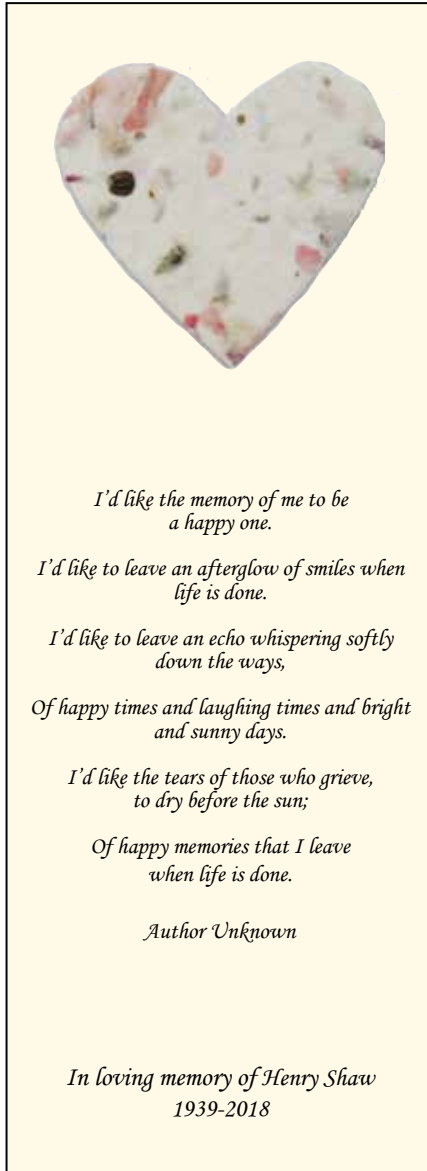 I'd like the memory of me to be
a happy one.
I'd like to leave an afterglow of smiles when
life is done.
I'd like to leave an echo whispering softly
down the ways,
Of happy times and laughing times and bright
and sunny days.
I'd like the tears of those who grieve,
to dry before the sun;
Of happy memories that I leave
when life is done.
Author Unknown
In loving memory of Henry Shaw
1939-2018